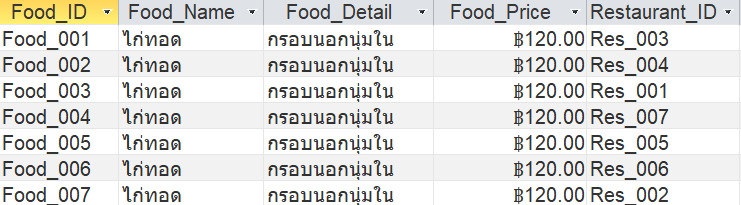 Food_ID Food_Name Food_Detail Food_Price Restaurant_ID
Food_001 ไก่ทอด กรอบนอกนุ่มใน ฿120.00 Res_003
Food_002 ไก่ทอด กรอบนอกนุ่มใน ฿120.00 Res_004
Food_003 ไก่ทอด กรอบนอกนุ่มใน ฿120.00 Res_001
Food_004 ไก่ทอด กรอบนอกนุ่มใน ฿120.00 Res_007
Food_005 ไก่ทอด กรอบนอกนุ่มใน ฿120.00 Res_005
Food_006 ไก่ทอด กรอบนอกนุ่มใน ฿120.00 Res_006
Food_007 ไก่ทอด กรอบนอกนุ่มใน ฿120.00 Res_002